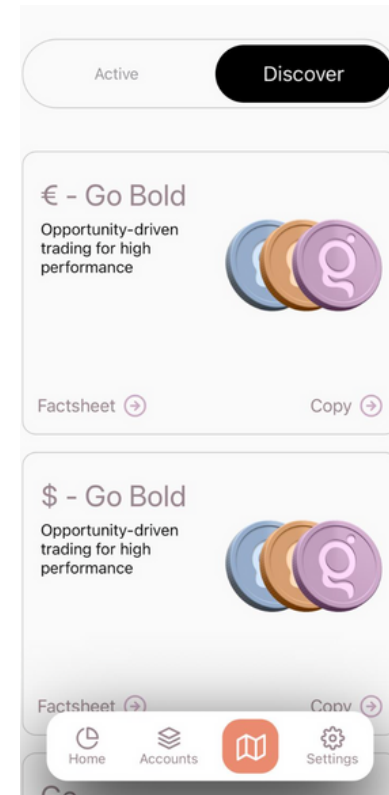 Active
Discover
€ - Go Bold
Opportunity-driven
trading for high
performance
Factsheet
Copy
$ - Go Bold
Opportunity-driven
trading for high
performance
Factsheet
Copy
Home
Accounts
Settings